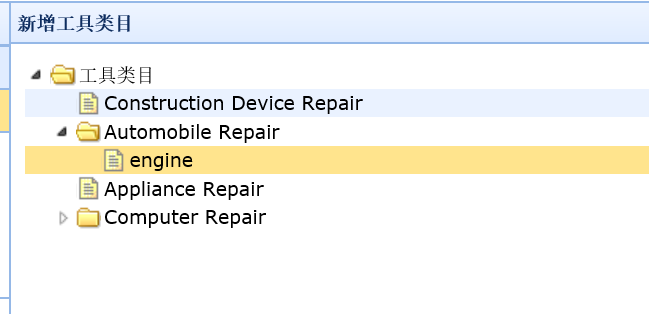 新增工具类目
工具类目
Construction Device Repair
Automobile Repair
engine
Appliance Repair
Computer Repair